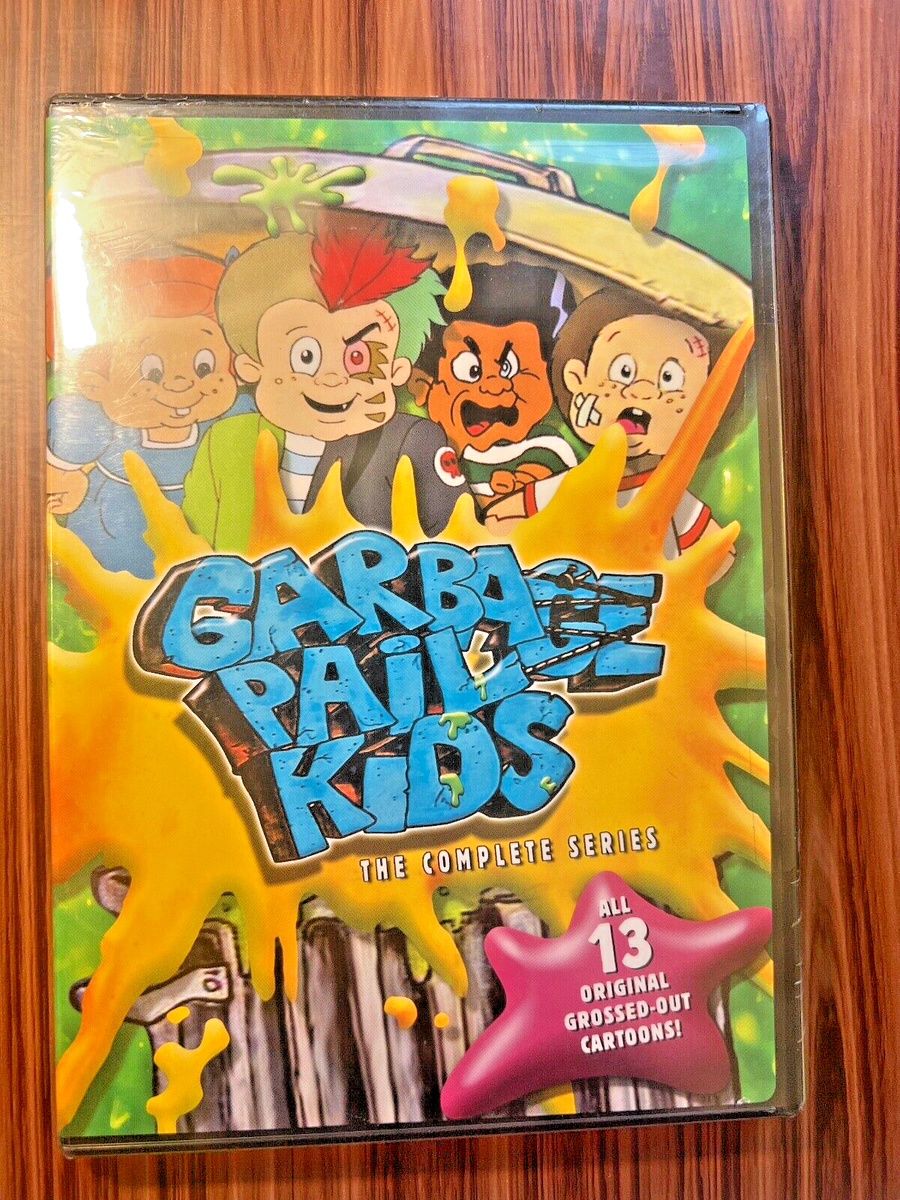 GARBAGE
PAiL
KiDS
THE COMPLETE SERIES
ALL
13
ORIGINAL
GROSSED-OUT
CARTOONS!